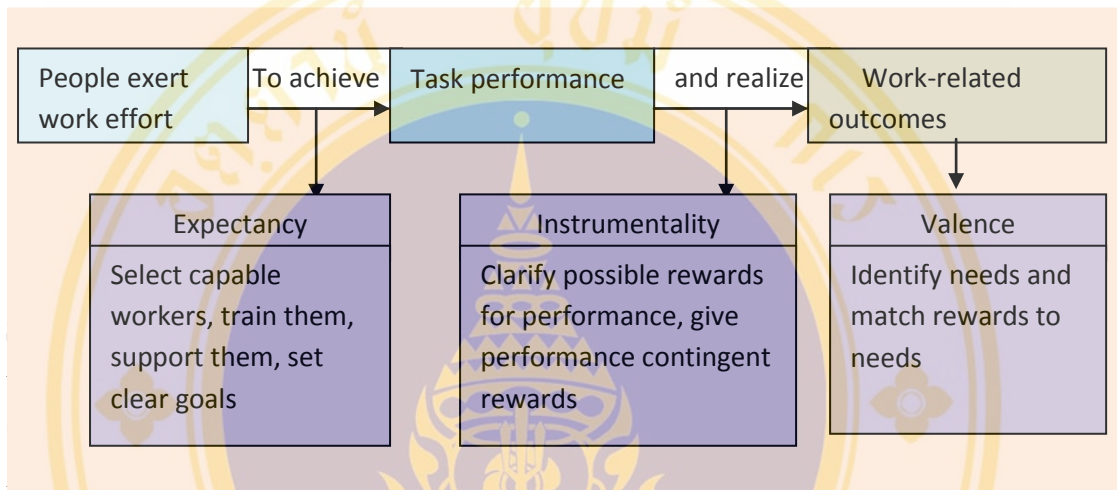 People exert
work effort
To achieve
Task performance
and realize
Work-related
outcomes
Expectancy
Select capable
workers, train them,
support them, set
clear goals
Instrumentality
Clarify possible rewards
for performance, give
performance contingent
rewards
Valence
Identify needs and
match rewards to
needs